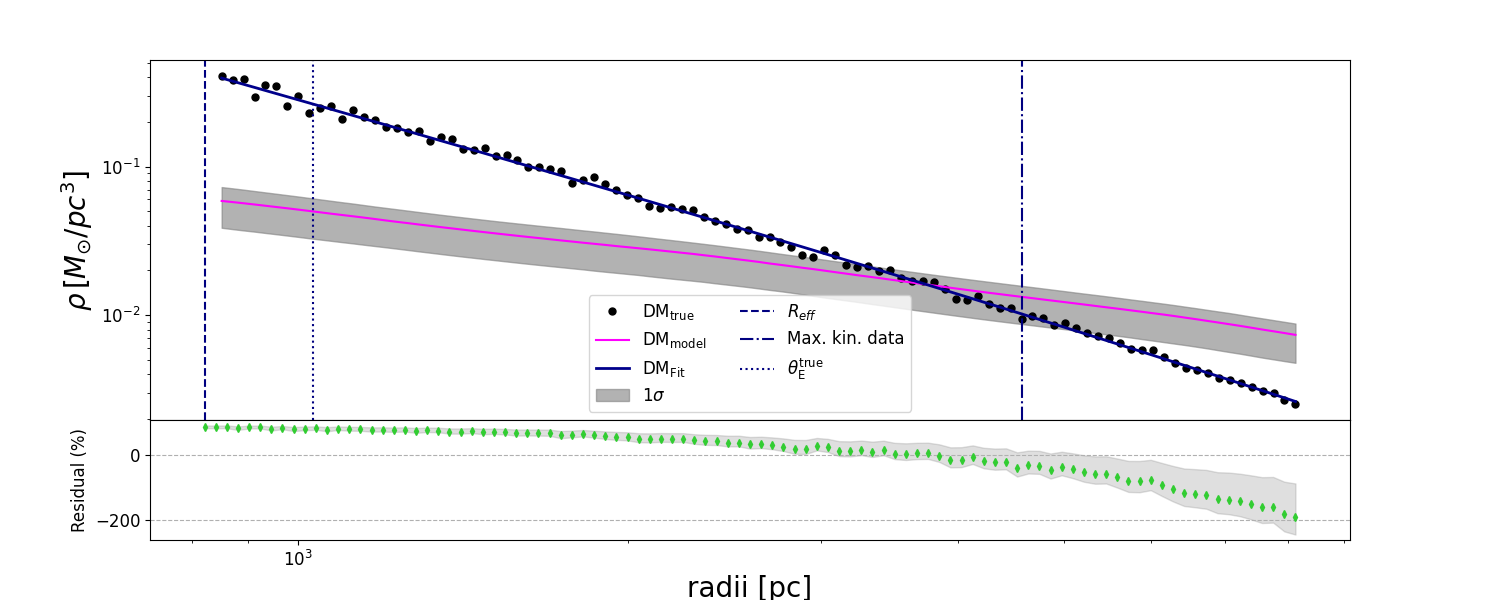 ρ [M⊙/pc³]
10⁻¹
10⁻²
DMtrue
DMmodel
DMFit
1σ
Reff
Max. kin. data
θEtrue
Residual (%)
0
−200
10³
radii [pc]